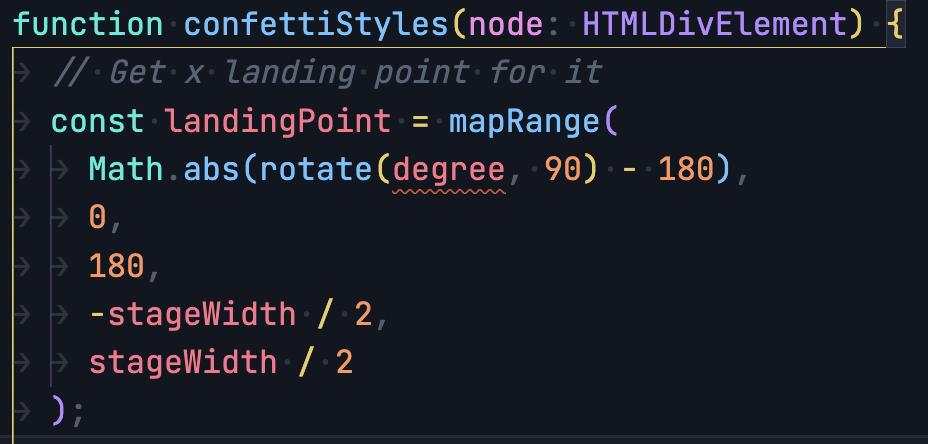 function confettiStyles(node: HTMLDivElement) {
// Get x landing point for it
const landingPoint = mapRange(
Math.abs(rotate(degree, 90) - 180),
0,
180,
-stageWidth / 2,
stageWidth / 2
);